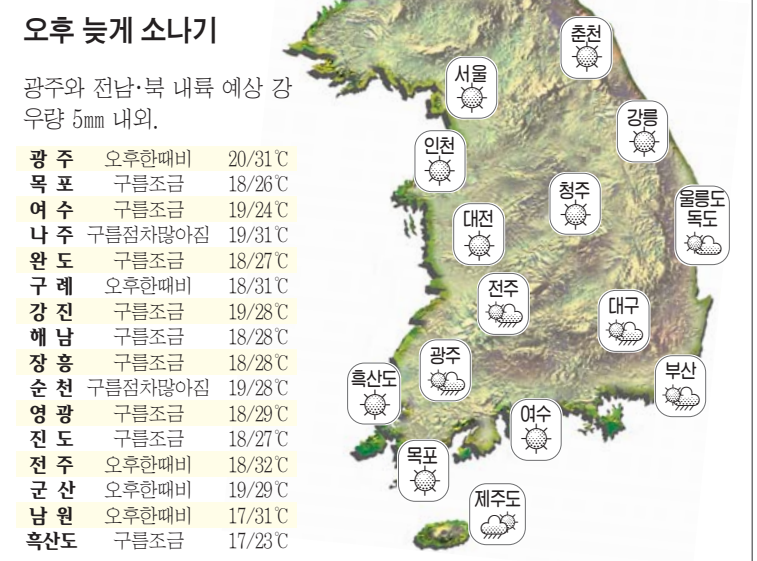 오후 늦게 소나기
광주와 전남·북 내륙 예상 강
우량 5㎜ 내외.
광 주 오후한때비 20/31℃
목 포 구름조금 18/26℃
여 수 구름조금 19/24℃
나 주 구름점차많아짐 19/31℃
완 도 구름조금 18/27℃
구 례 오후한때비 18/31℃
강 진 구름조금 19/28℃
해 남 구름조금 18/28℃
장 흥 구름조금 18/28℃
순 천 구름점차많아짐 19/28℃
영 광 구름조금 18/29℃
진 도 구름조금 18/27℃
전 주 오후한때비 18/32℃
군 산 오후한때비 19/29℃
남 원 오후한때비 17/31℃
흑산도 구름조금 17/23℃
춘천
서울
강릉
인천
청주
울릉도
독도
대전
전주
대구
광주
부산
흑산도
여수
목포
제주도